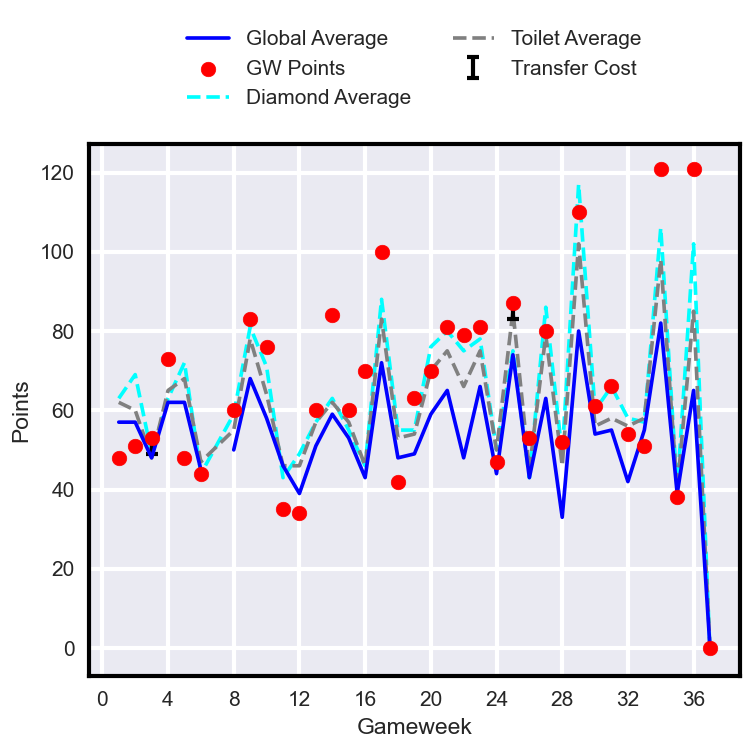 Global Average
GW Points
Diamond Average
Toilet Average
Transfer Cost
Points
120
100
80
60
40
20
0
0 4 8 12 16 20 24 28 32 36
Gameweek